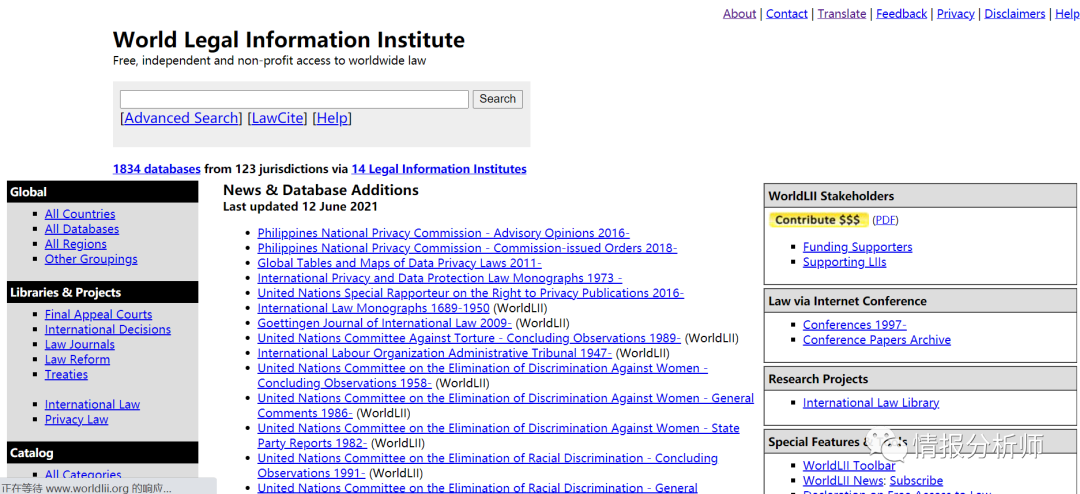 About | Contact | Translate | Feedback | Privacy | Disclaimers | Help
World Legal Information Institute
Free, independent and non-profit access to worldwide law
Search
[Advanced Search] [LawCite] [Help]
1834 databases from 123 jurisdictions via 14 Legal Information Institutes
Global
All Countries
All Databases
All Regions
Other Groupings
Libraries & Projects
Final Appeal Courts
International Decisions
Law Journals
Law Reform
Treaties
International Law
Privacy Law
Catalog
All Categories
正在等待 www.worldlii.org 的响应...
News & Database Additions
Last updated 12 June 2021
Philippines National Privacy Commission - Advisory Opinions 2016-
Philippines National Privacy Commission - Commission-issued Orders 2018-
Global Tables and Maps of Data Privacy Laws 2011-
International Privacy and Data Protection Law Monographs 1973 -
United Nations Special Rapporteur on the Right to Privacy Publications 2016-
International Law Monographs 1689-1950 (WorldLII)
Goettingen Journal of International Law 2009- (WorldLII)
United Nations Committee Against Torture - Concluding Observations 1989- (WorldLII)
International Labour Organization Administrative Tribunal 1947- (WorldLII)
United Nations Committee on the Elimination of Discrimination Against Women -
Concluding Observations 1958- (WorldLII)
United Nations Committee on the Elimination of Discrimination Against Women - General
Comments 1986- (WorldLII)
United Nations Committee on the Elimination of Discrimination Against Women - State
Party Reports 1982- (WorldLII)
United Nations Committee on the Elimination of Racial Discrimination - Concluding
Observations 1991- (WorldLII)
United Nations Committee on the Elimination of Racial Discrimination - General
WorldLII Stakeholders
Contribute $$$ (PDF)
Funding Supporters
Supporting LIIs
Law via Internet Conference
Conferences 1997-
Conference Papers Archive
Research Projects
International Law Library
Special Features &
情报分析师
WorldLII Toolbar
WorldLII News: Subscribe
Declaration on Free Access to Law